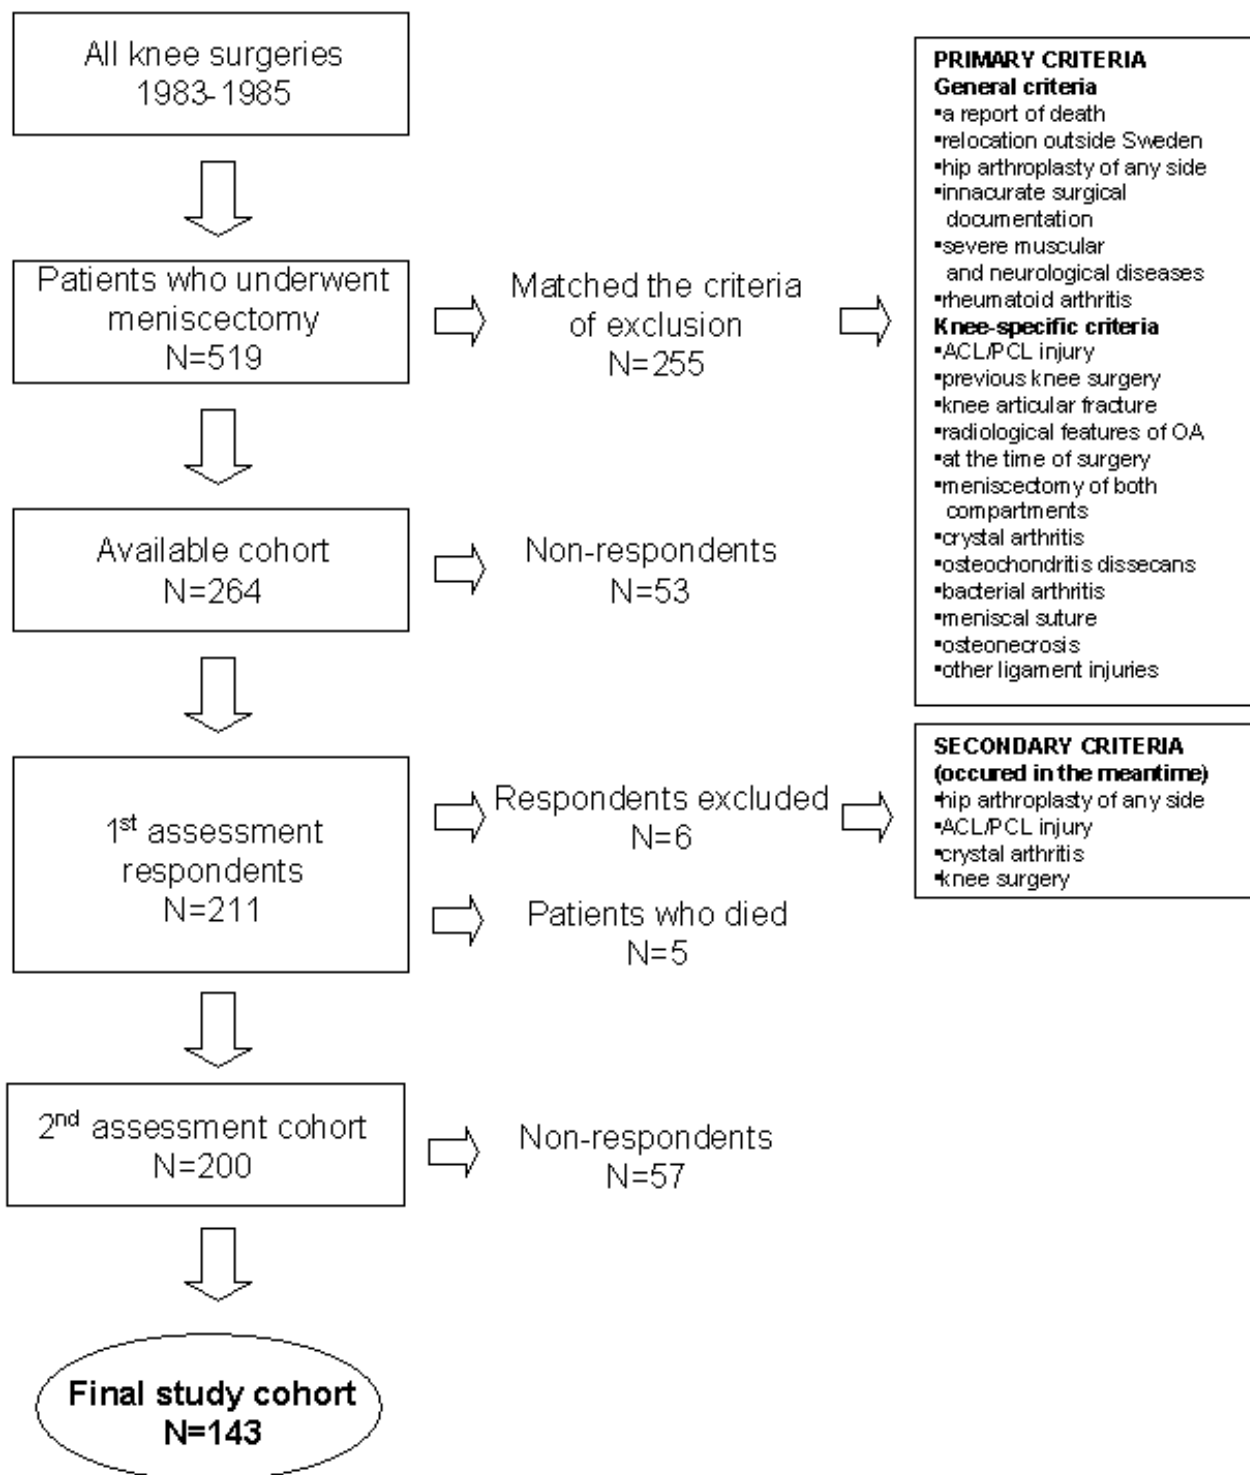 All knee surgeries
1983-1985
Patients who underwent
meniscectomy
N=519
Matched the criteria
of exclusion
N=255
PRIMARY CRITERIA
General criteria
▪a report of death
▪relocation outside Sweden
▪hip arthroplasty of any side
▪innacurate surgical
documentation
▪severe muscular
and neurological diseases
▪rheumatoid arthritis
Knee-specific criteria
▪ACL/PCL injury
▪previous knee surgery
▪knee articular fracture
▪radiological features of OA
▪at the time of surgery
▪meniscectomy of both
compartments
▪crystal arthritis
▪osteochondritis dissecans
▪bacterial arthritis
▪meniscal suture
▪osteonecrosis
▪other ligament injuries
Available cohort
N=264
Non-respondents
N=53
1st assessment
respondents
N=211
Respondents excluded
N=6
SECONDARY CRITERIA
(occured in the meantime)
▪hip arthroplasty of any side
▪ACL/PCL injury
▪crystal arthritis
▪knee surgery
Patients who died
N=5
2nd assessment cohort
N=200
Non-respondents
N=57
Final study cohort
N=143